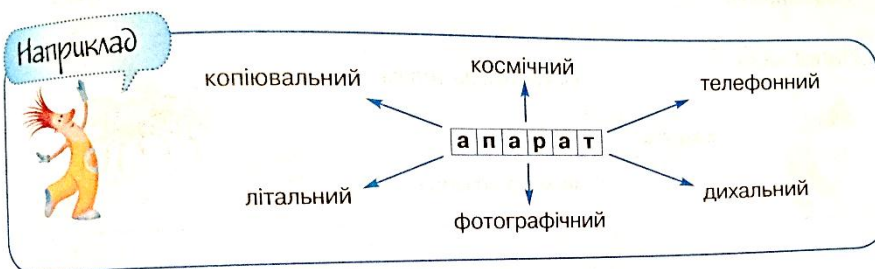 Наприклад
копіювальний
космічний
телефонний
апарат
літальний
фотографічний
дихальний